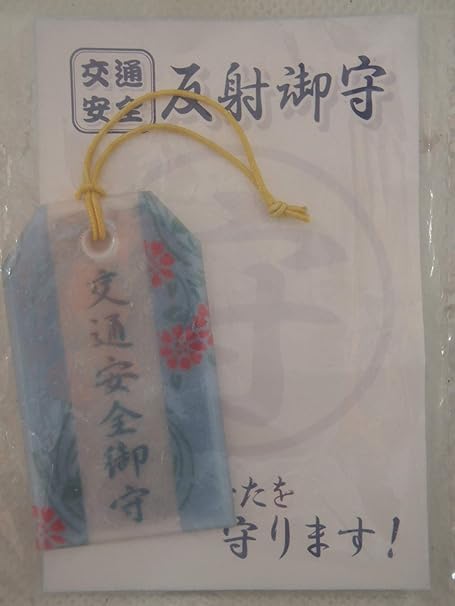 交通
安全
反射御守
交通安全御守
守
たを
守ります!